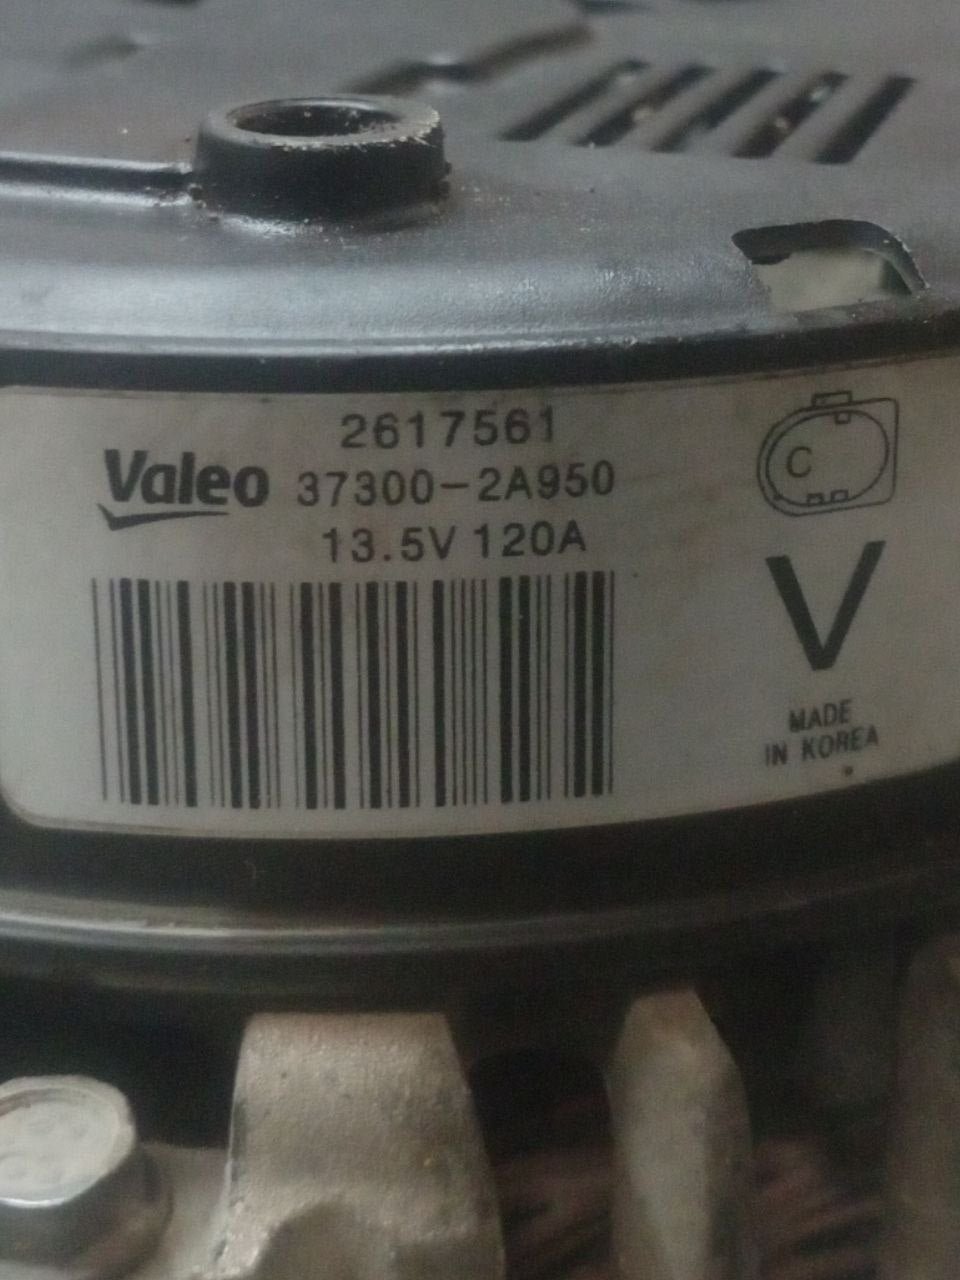 2617561
Valeo 37300-2A950
13.5V 120A
C
V
MADE
IN KOREA